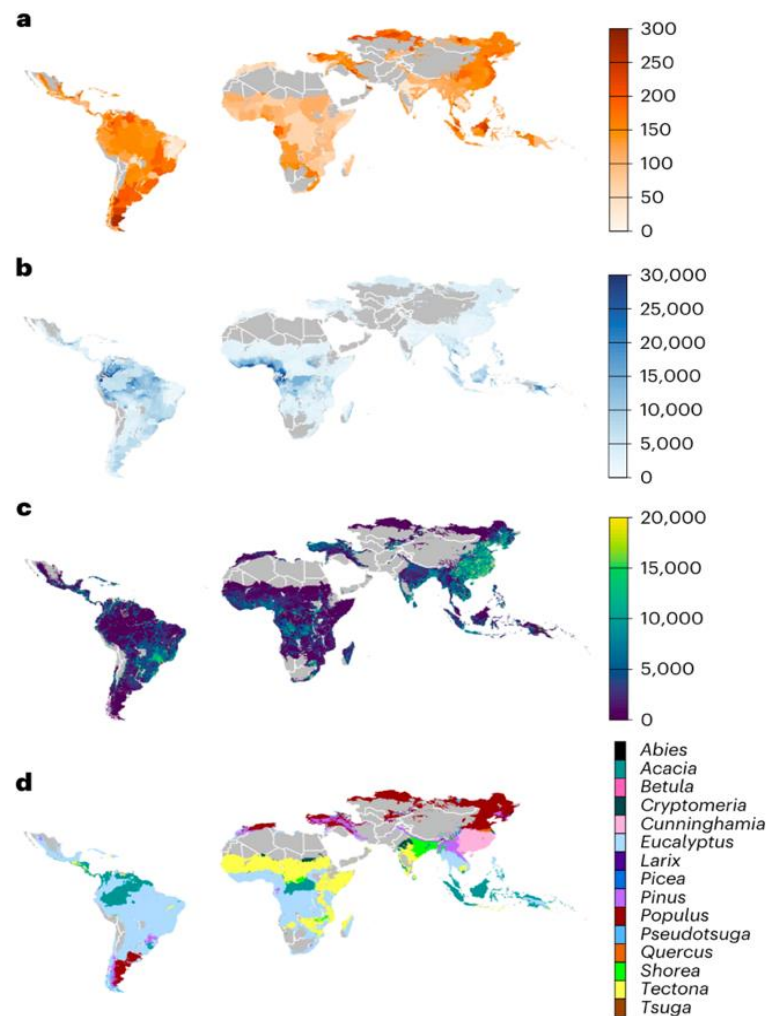 a
300
250
200
150
100
50
0
b
30,000
25,000
20,000
15,000
10,000
5,000
0
c
20,000
15,000
10,000
5,000
0
d
Abies
Acacia
Betula
Cryptomeria
Cunninghamia
Eucalyptus
Larix
Picea
Pinus
Populus
Pseudotsuga
Quercus
Shorea
Tectona
Tsuga